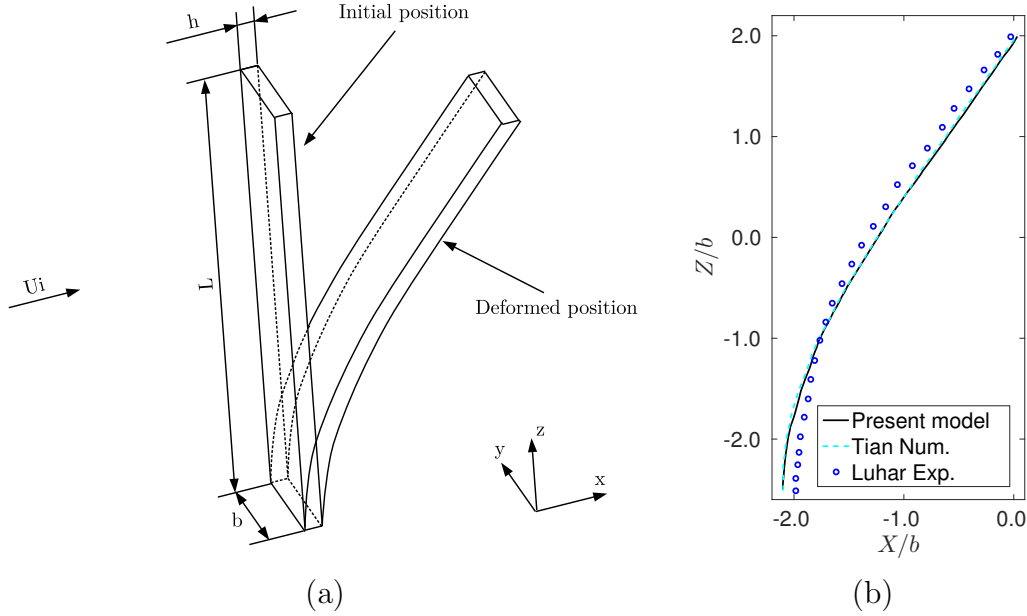 h
Initial position
L
Ui
Deformed position
b
z
y
x
(a)
2.0
1.0
0.0
-1.0
-2.0
Z/b
Present model
Tian Num.
Luhar Exp.
-2.0 -1.0 0.0
X/b
(b)